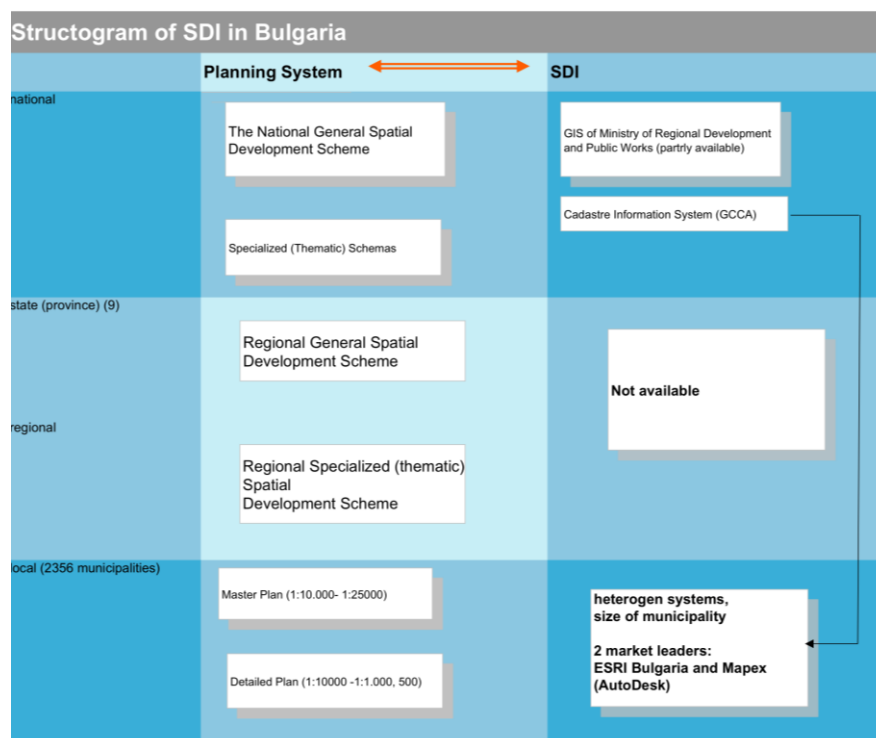 Structogram of SDI in Bulgaria
Planning System
SDI
national
The National General Spatial
Development Scheme
GIS of Ministry of Regional Development
and Public Works (partrly available)
Cadastre Information System (GCCA)
Specialized (Thematic) Schemas
state (province) (9)
Regional General Spatial
Development Scheme
Not available
regional
Regional Specialized (thematic)
Spatial
Development Scheme
local (2356 municipalities)
Master Plan (1:10.000- 1:25000)
heterogen systems,
size of municipality
2 market leaders:
ESRI Bulgaria and Mapex
(AutoDesk)
Detailed Plan (1:10000 -1:1.000, 500)